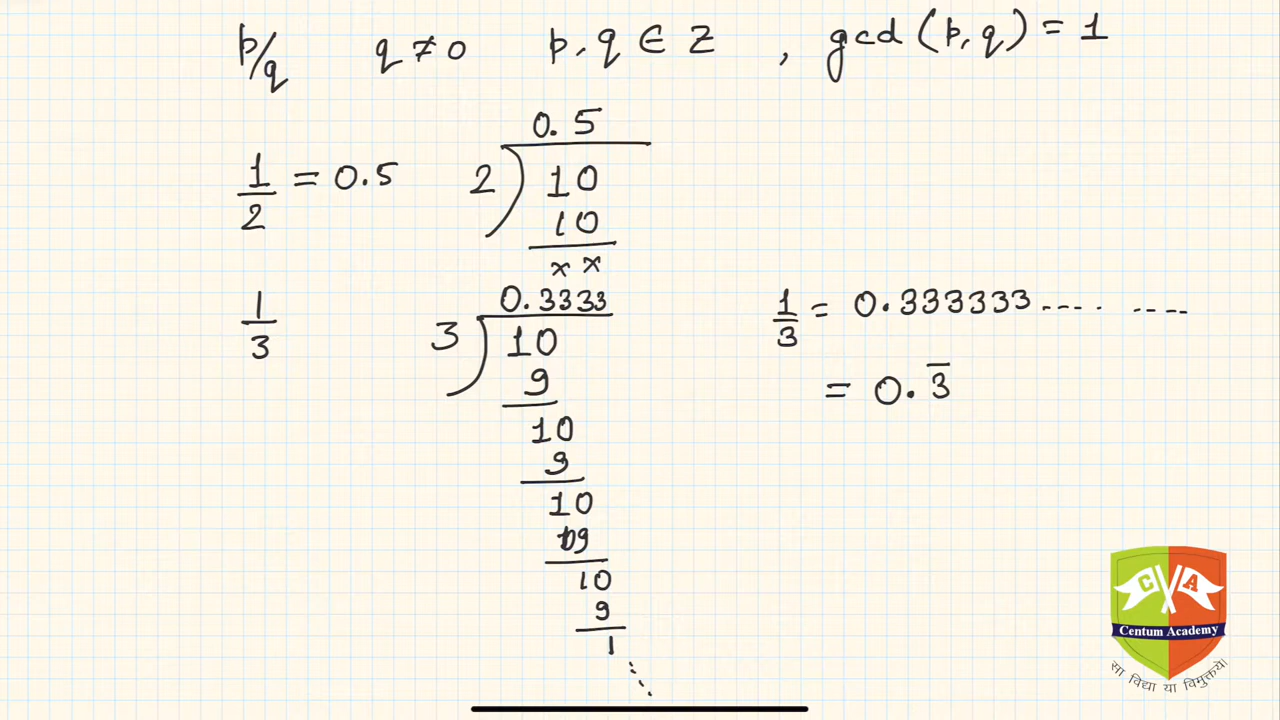 p/q q ≠ 0 p, q ∈ Z , gcd (p, q) = 1
0.5
1/2 = 0.5 2 ) 10
10
x x
0.3333
1/3 3 ) 10
9
10
9
10
9
10
9
1
1/3 = 0.333333.... ....
= 0.3̅
C A
Centum Academy
सा विद्या या विमुक्तये।